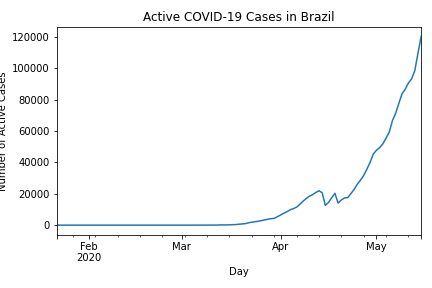 Active COVID-19 Cases in Brazil
120000
100000
80000
60000
40000
20000
0
Number of Active Cases
Feb
2020
Mar
Apr
May
Day